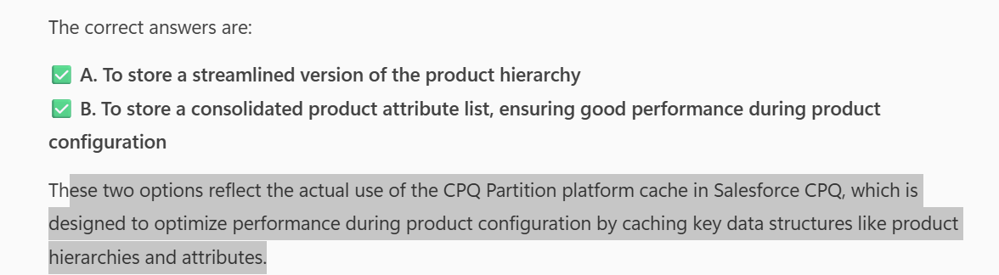 The correct answers are:
✅ A. To store a streamlined version of the product hierarchy
✅ B. To store a consolidated product attribute list, ensuring good performance during product
configuration
These two options reflect the actual use of the CPQ Partition platform cache in Salesforce CPQ, which is
designed to optimize performance during product configuration by caching key data structures like product
hierarchies and attributes.